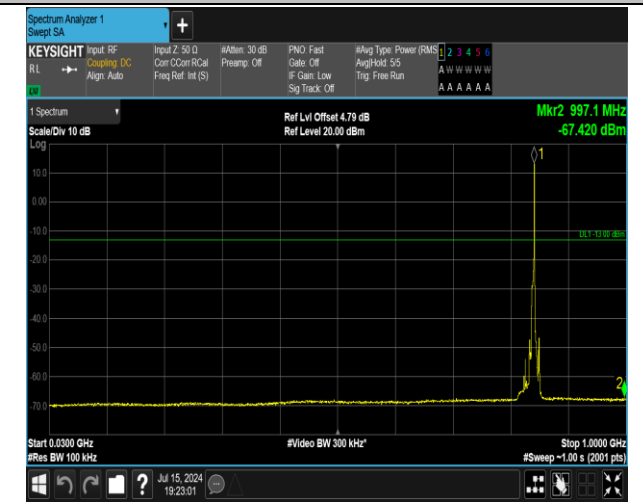 Spectrum Analyzer 1
Swept SA
+
KEYSIGHT Input: RF Input Z: 50 Ω #Atten: 30 dB PNO: Fast #Avg Type: Power (RMS 1 2 3 4 5 6
RL Coupling: DC Corr CCorr RCal Preamp: Off Gate: Off Avg|Hold: 5/5 A W W W W W
Align: Auto Freq Ref: Int (S) IF Gain: Low Trig: Free Run
Sig Track: Off A A A A A A
1 Spectrum Ref Lvl Offset 4.79 dB Mkr2 997.1 MHz
Scale/Div 10 dB Ref Level 20.00 dBm -67.420 dBm
Log
1
10.0
0.00
-10.0
DL1 -13.00 dBm
-20.0
-30.0
-40.0
-50.0
-60.0
2
-70.0
Start 0.0300 GHz #Video BW 300 kHz* Stop 1.0000 GHz
#Res BW 100 kHz #Sweep ~1.00 s (2001 pts)
? Jul 15, 2024
19:23:01